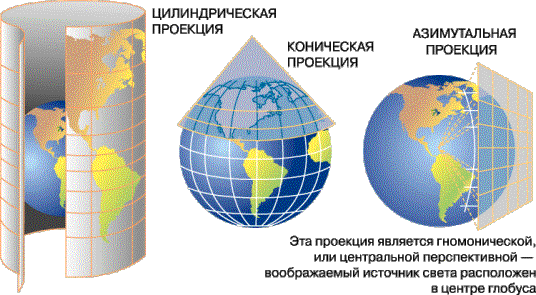 ЦИЛИНДРИЧЕСКАЯ
ПРОЕКЦИЯ
КОНИЧЕСКАЯ
ПРОЕКЦИЯ
АЗИМУТАЛЬНАЯ
ПРОЕКЦИЯ
Эта проекция является гномонической,
или центральной перспективной —
воображаемый источник света расположен
в центре глобуса